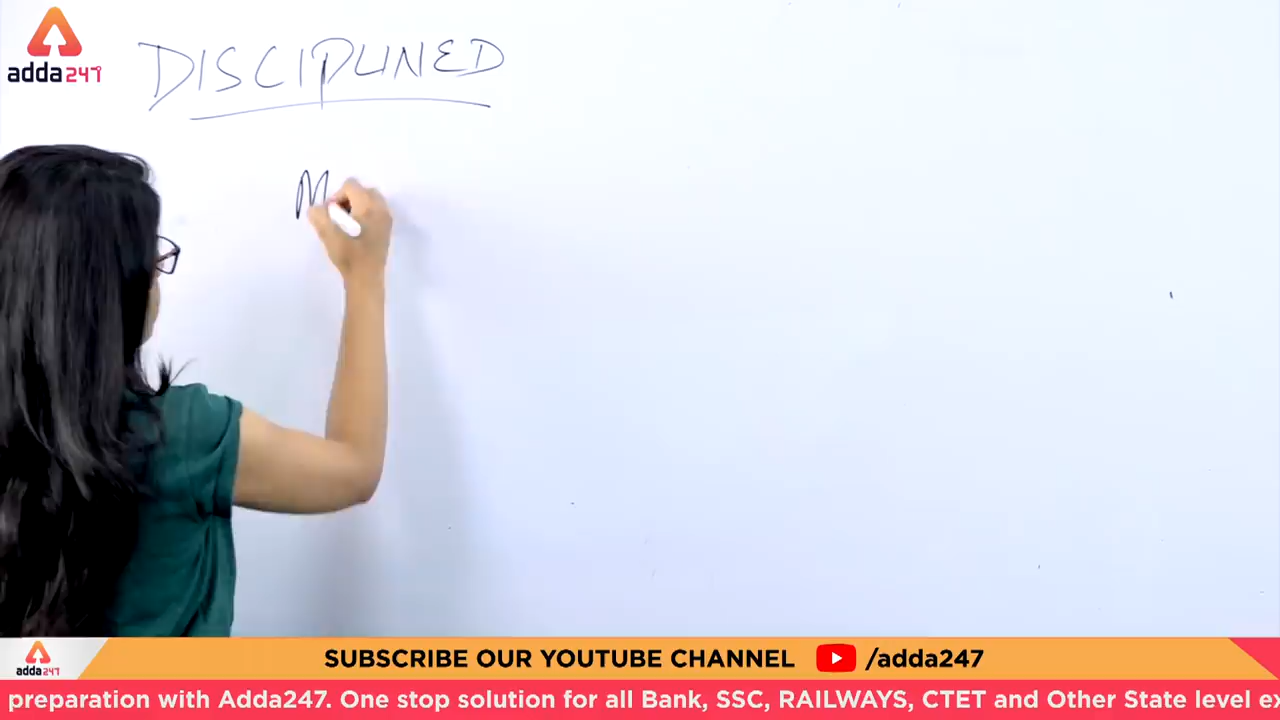 adda247
DISCIPLINED
M
adda247
SUBSCRIBE OUR YOUTUBE CHANNEL /adda247
preparation with Adda247. One stop solution for all Bank, SSC, RAILWAYS, CTET and Other State level ex